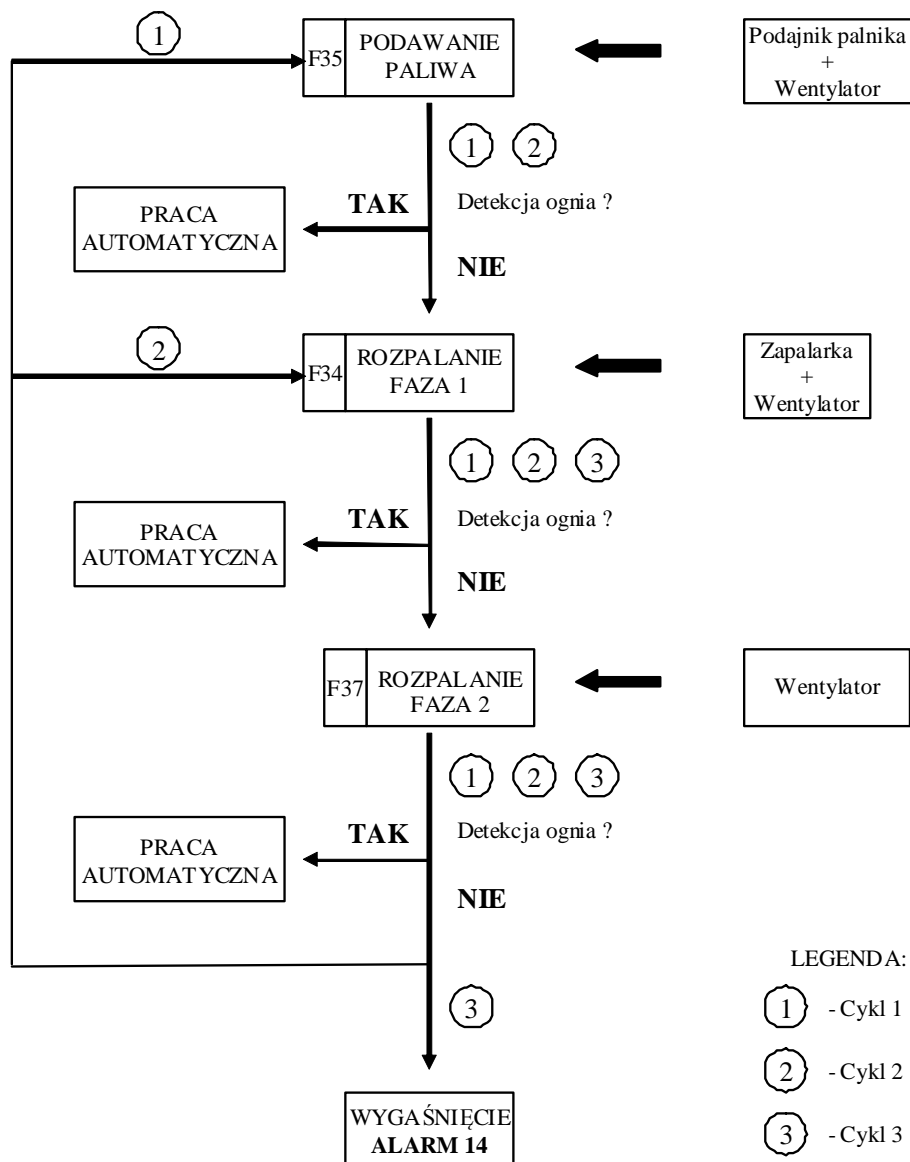 1
F35
PODAWANIE
PALIWA
Podajnik palnika
+
Wentylator
1 2
TAK
Detekcja ognia ?
PRACA
AUTOMATYCZNA
NIE
2
F34
ROZPALANIE
FAZA 1
Zapalarka
+
Wentylator
1 2 3
TAK
Detekcja ognia ?
PRACA
AUTOMATYCZNA
NIE
F37
ROZPALANIE
FAZA 2
Wentylator
1 2 3
TAK
Detekcja ognia ?
PRACA
AUTOMATYCZNA
NIE
3
WYGAŚNIĘCIE
ALARM 14
LEGENDA:
1 - Cykl 1
2 - Cykl 2
3 - Cykl 3